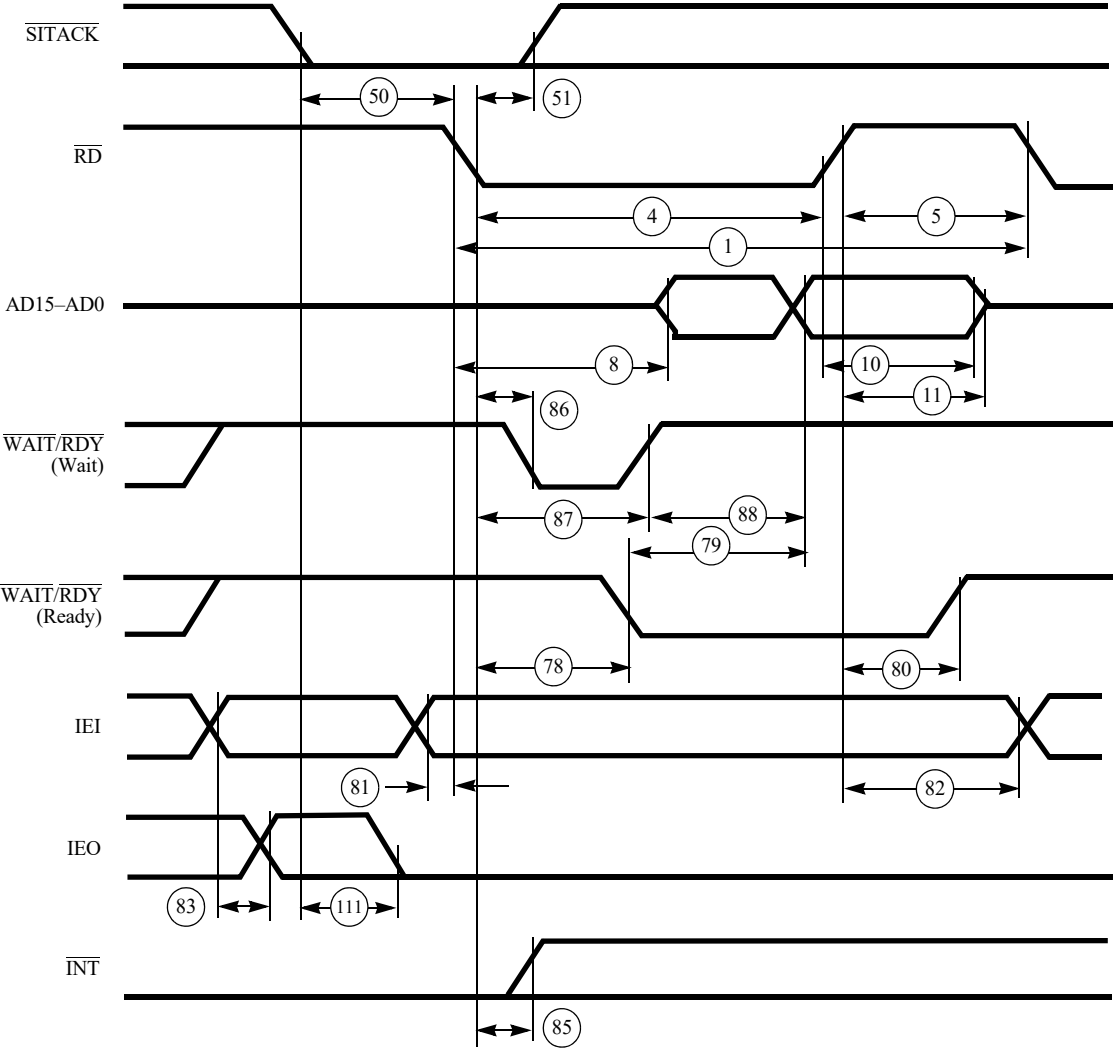 SITACK
50
51
RD
4
5
1
AD15–AD0
8
10
11
86
WAIT/RDY
(Wait)
87
88
79
WAIT/RDY
(Ready)
78
80
IEI
81
82
IEO
83
111
INT
85